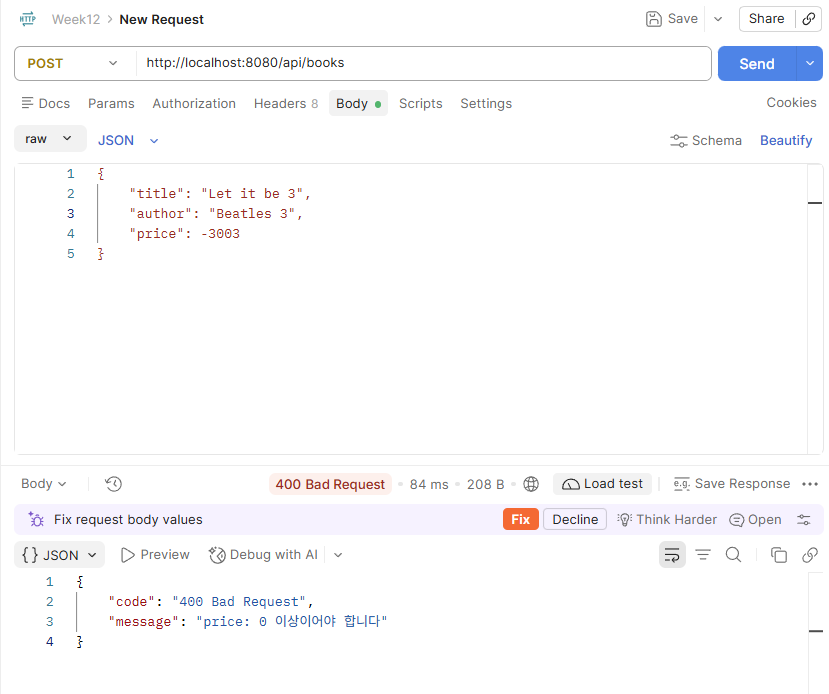 HTTP Week12 > New Request Save Share
POST http://localhost:8080/api/books Send
Docs Params Authorization Headers 8 Body Scripts Settings Cookies
raw JSON Schema Beautify
1 {
2 "title": "Let it be 3",
3 "author": "Beatles 3",
4 "price": -3003
5 }
Body 400 Bad Request 84 ms 208 B Load test e.g. Save Response
Fix request body values Fix Decline Think Harder Open
{} JSON Preview Debug with AI
1 {
2 "code": "400 Bad Request",
3 "message": "price: 0 이상이어야 합니다"
4 }